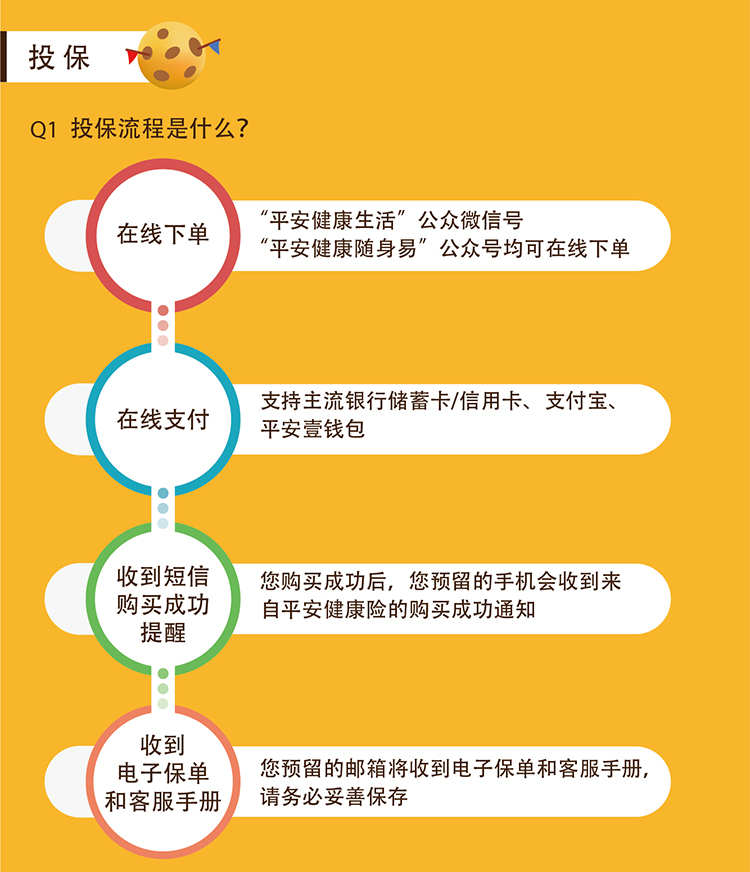 投保
Q1 投保流程是什么？
在线下单
“平安健康生活”公众微信号
“平安健康随身易”公众号均可在线下单
在线支付
支持主流银行储蓄卡/信用卡、支付宝、
平安壹钱包
收到短信
购买成功
提醒
您购买成功后，您预留的手机会收到来
自平安健康险的购买成功通知
收到
电子保单
和客服手册
您预留的邮箱将收到电子保单和客服手册,
请务必妥善保存